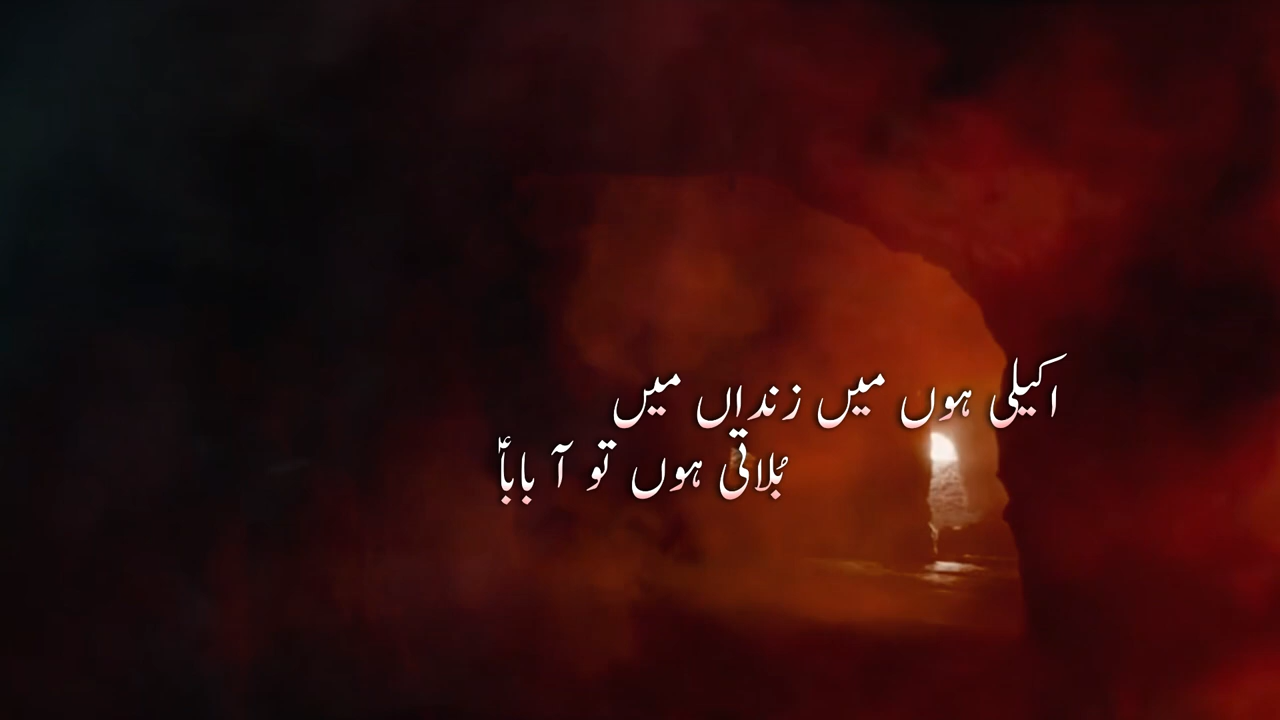 اکیلی ہوں میں زنداں میں
بُلاتی ہوں تو آ باباؑ